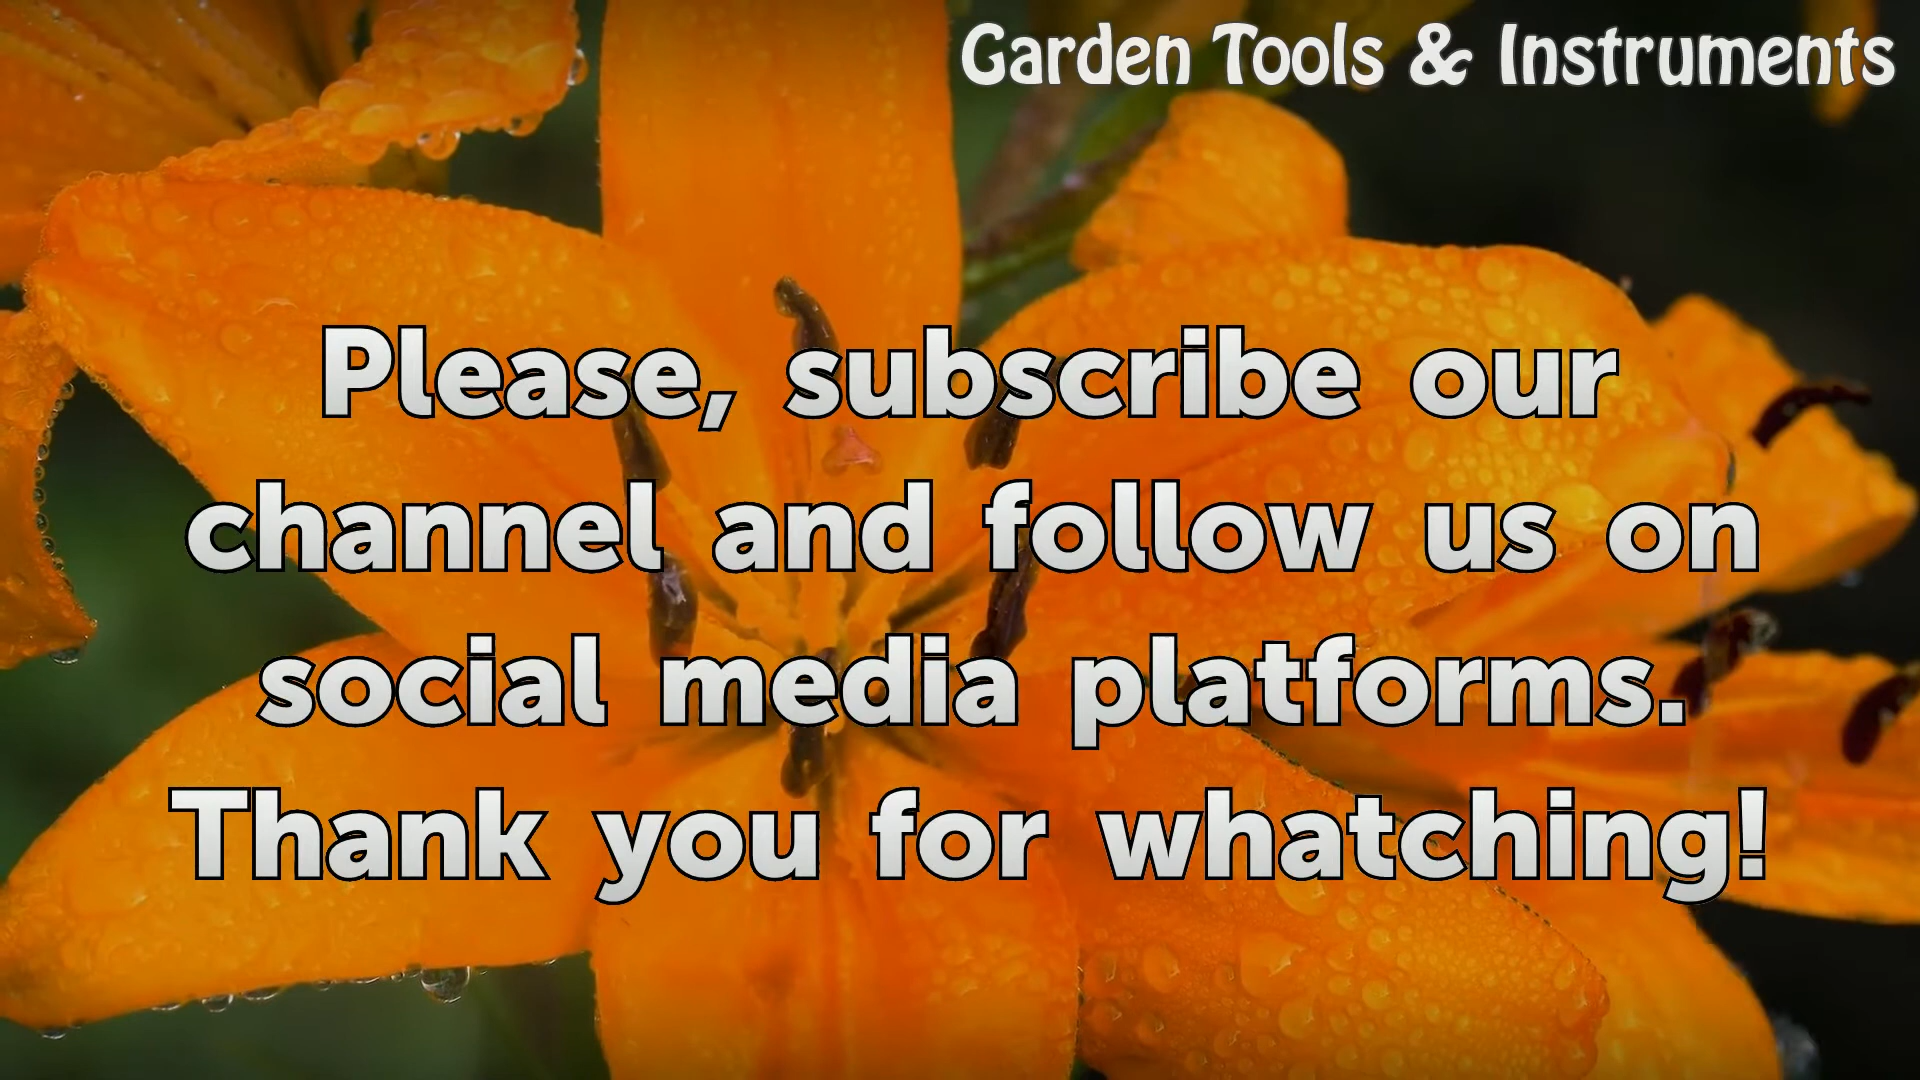 Garden Tools & Instruments
Please, subscribe our
channel and follow us on
social media platforms.
Thank you for whatching!